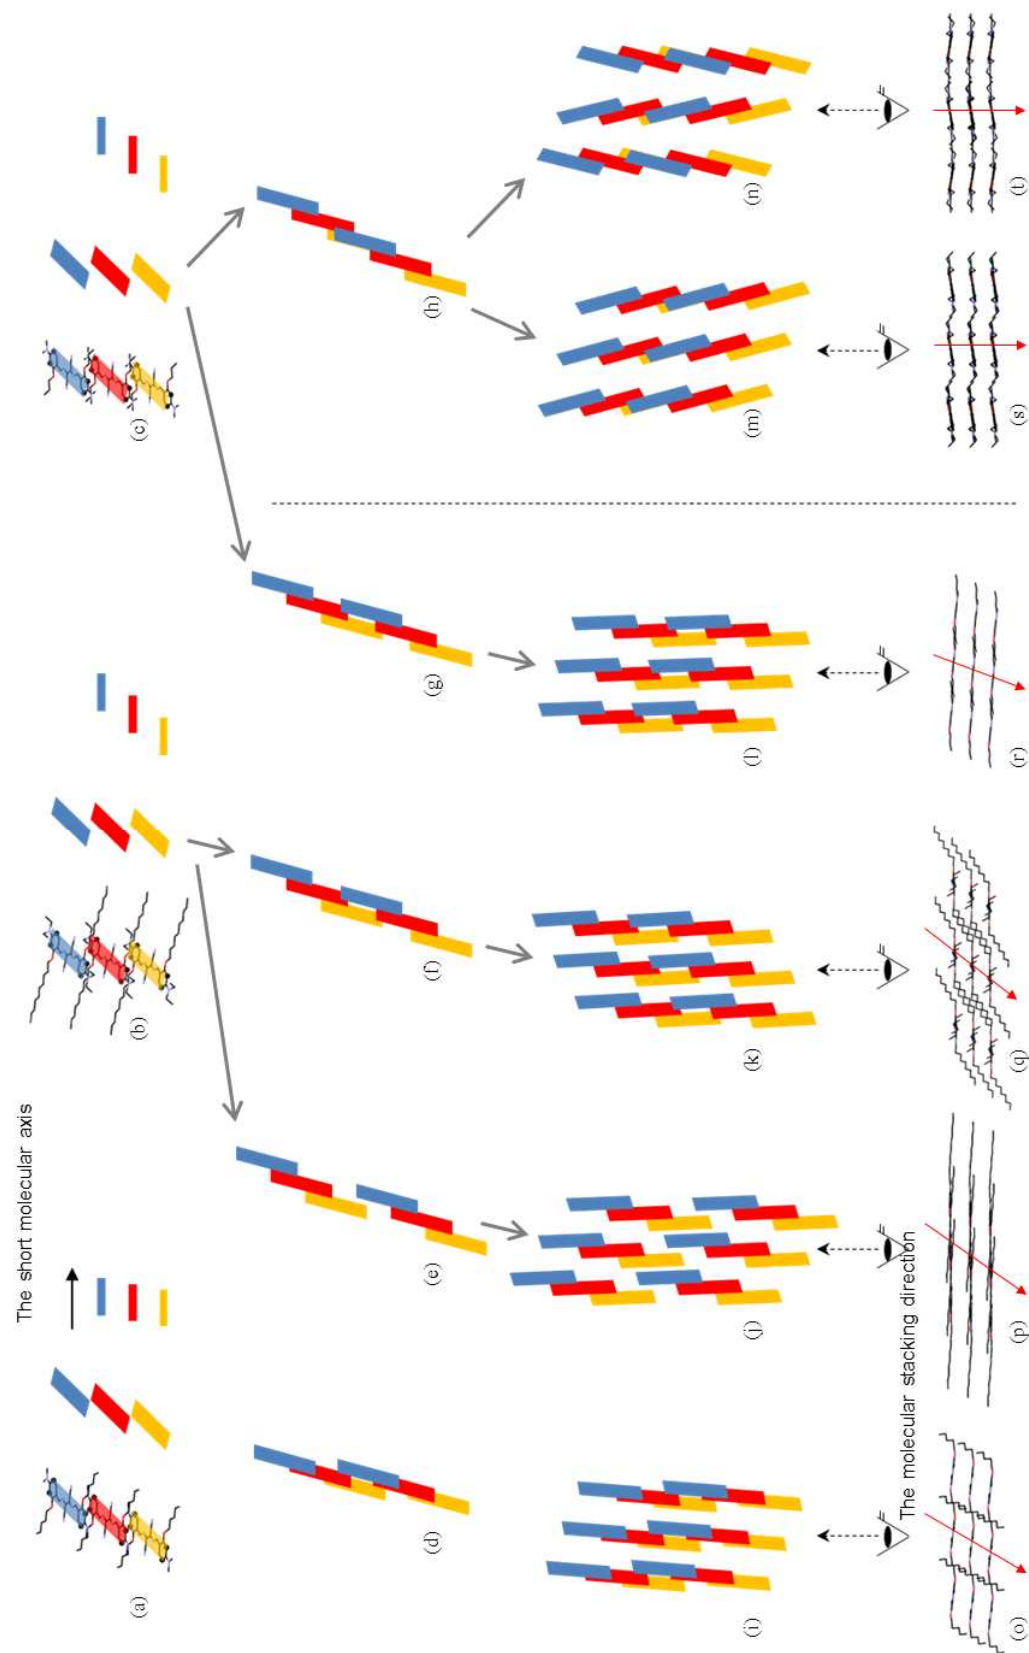 The short molecular axis
(a)
(b)
(c)
(d)
(e)
(f)
(g)
(h)
(i)
(j)
(k)
(l)
(m)
(n)
The molecular stacking direction
(o)
(p)
(q)
(r)
(s)
(t)